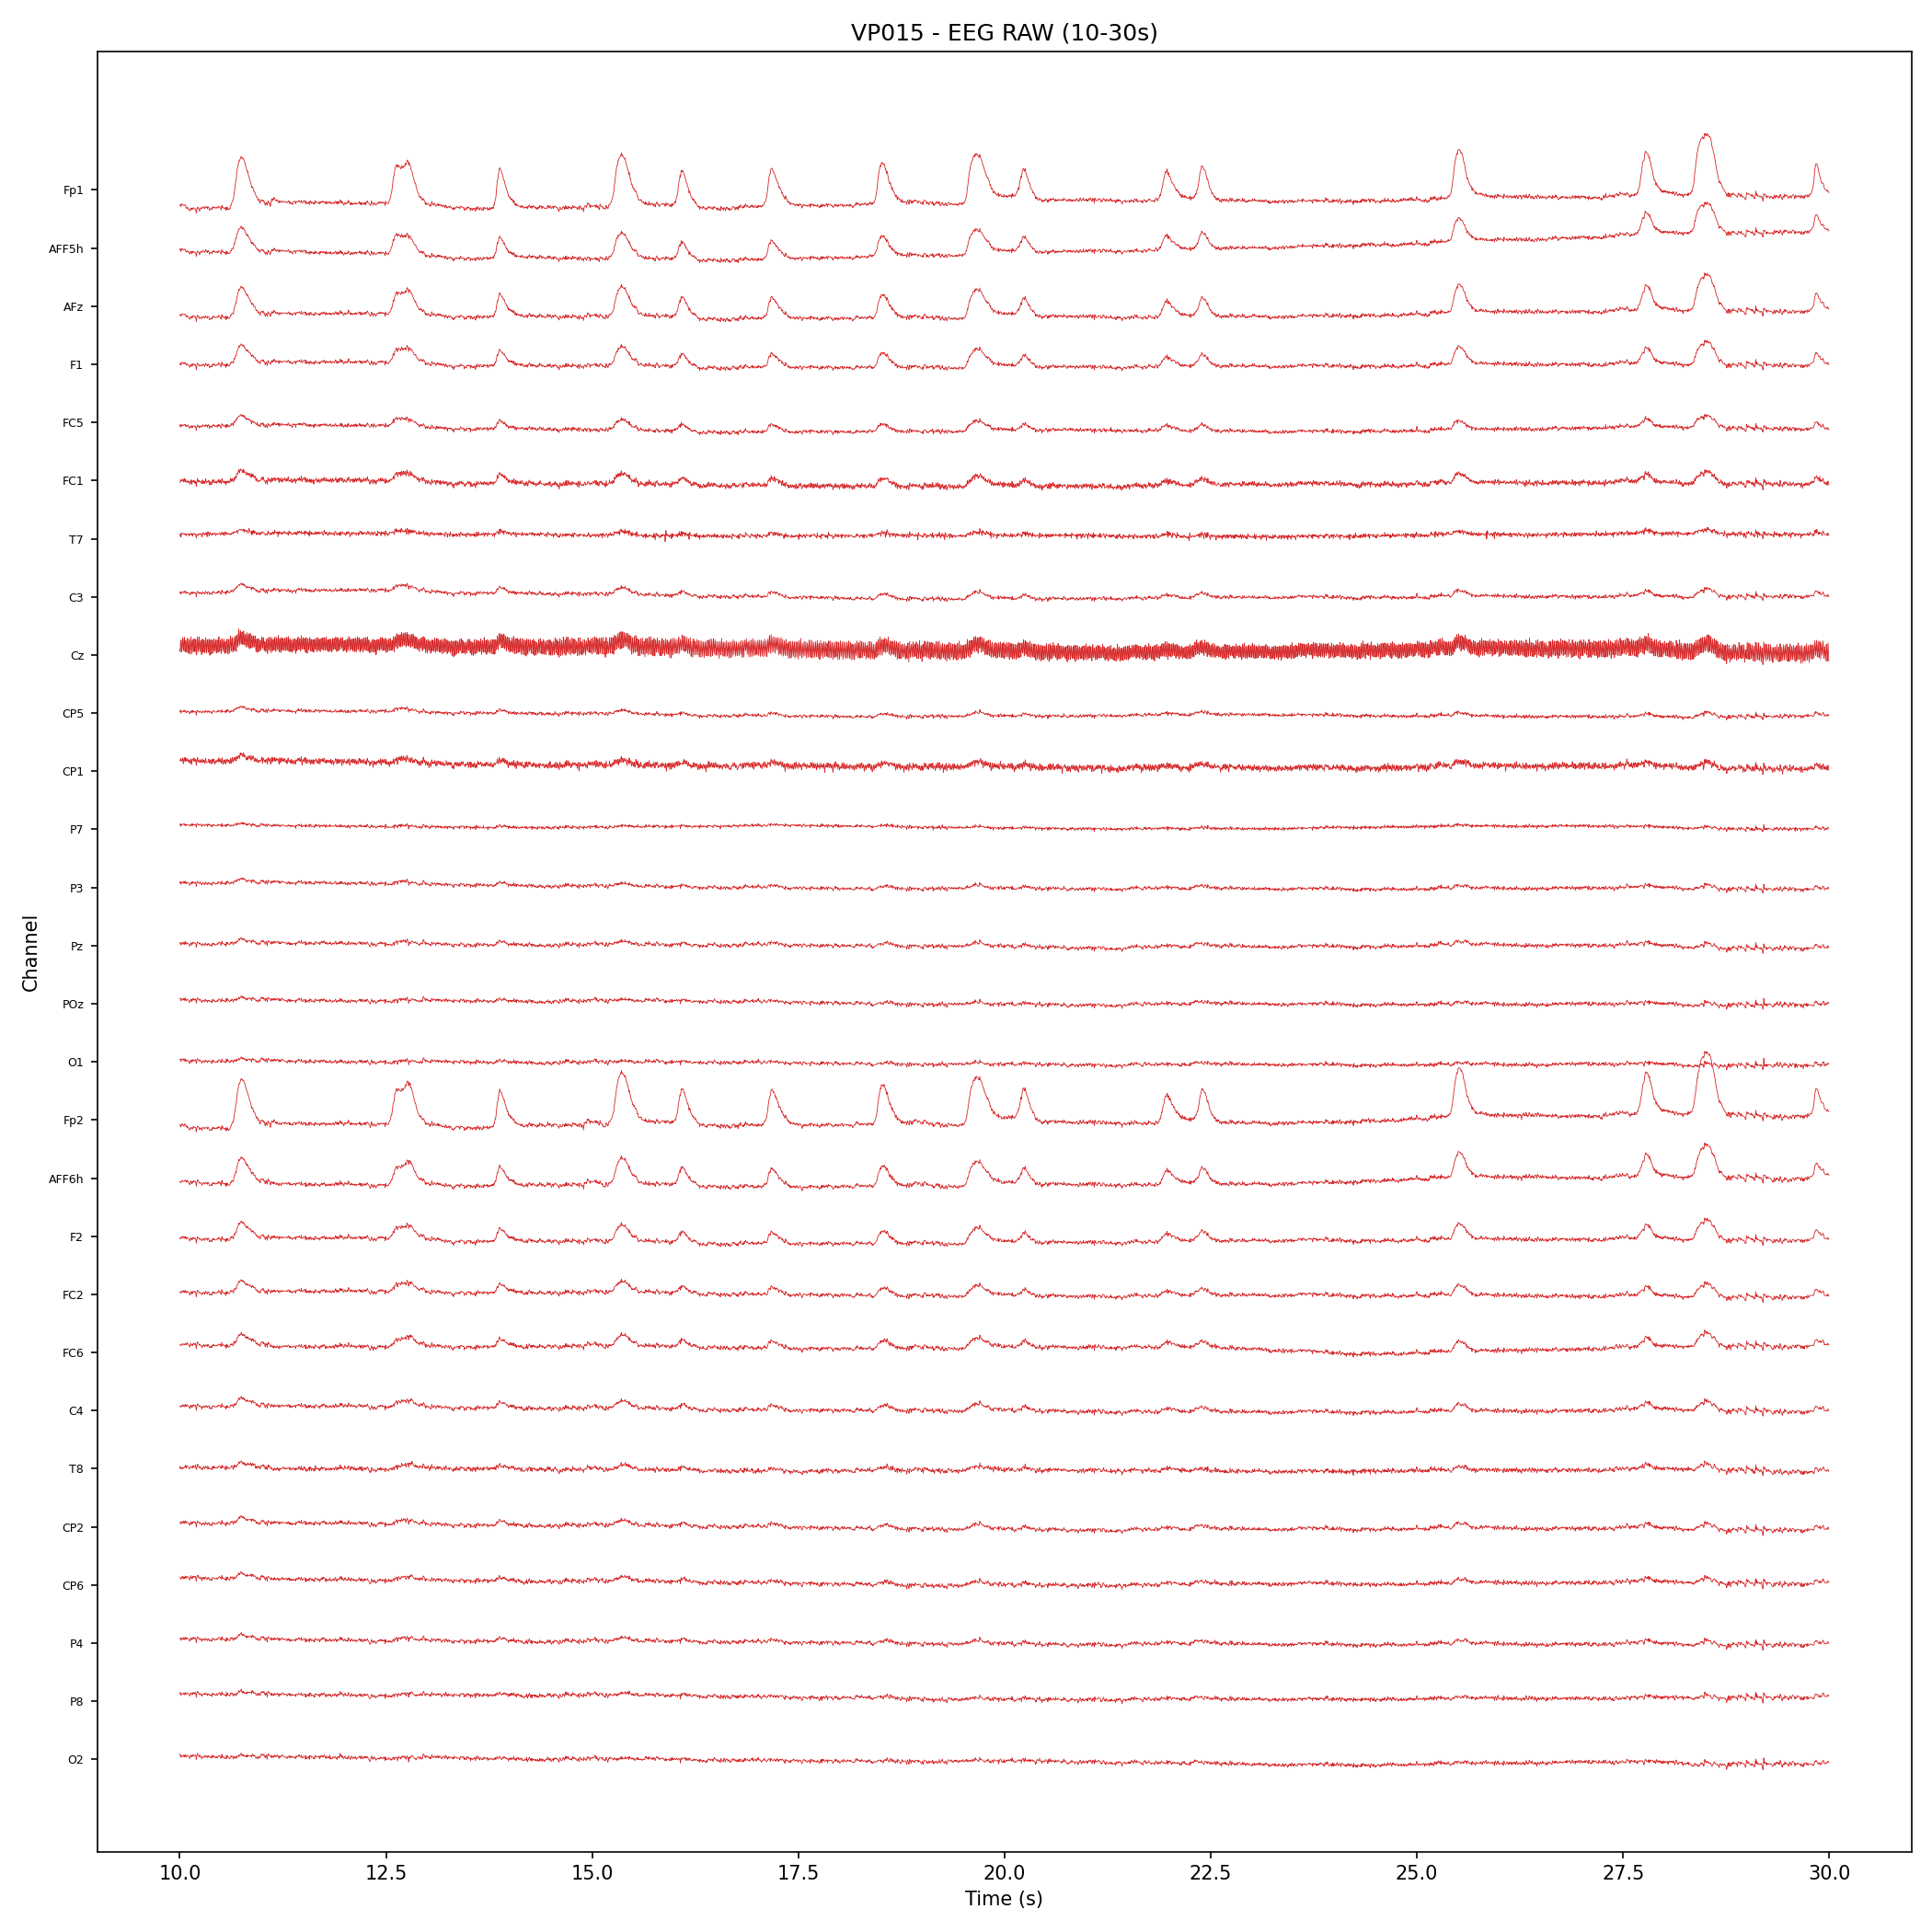 VP015 - EEG RAW (10-30s)
Fp1
AFF5h
AFz
F1
FC5
FC1
T7
C3
Cz
CP5
CP1
P7
P3
Pz
POz
O1
Fp2
AFF6h
F2
FC2
FC6
C4
T8
CP2
CP6
P4
P8
O2
Channel
10.0 12.5 15.0 17.5 20.0 22.5 25.0 27.5 30.0
Time (s)